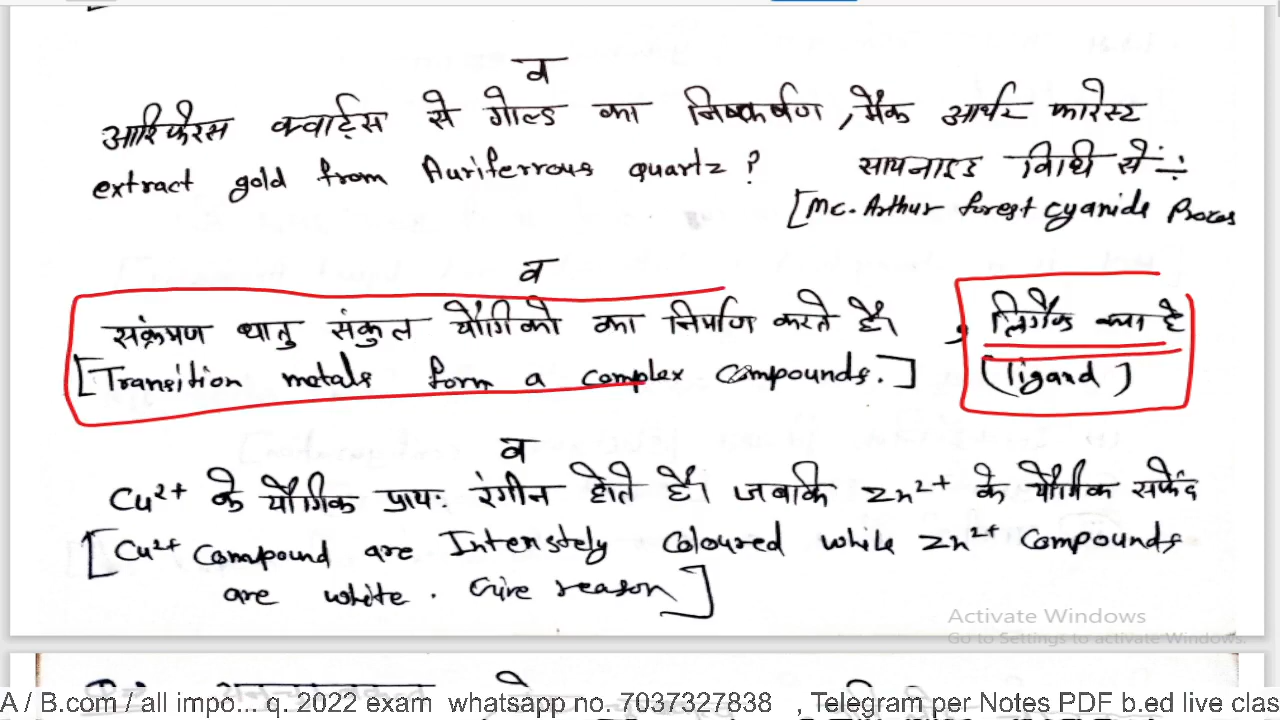 व
आरिफेरस क्वार्ट्स से गोल्ड का निष्कर्षण , मैक आर्थर फारेस्ट
extract gold from Auriferrous quartz ? सायनाइड विधि से ÷
[Mc. Arthur forest cyanide Proces
व
संक्रमण धातु संकुल यौगिको का निर्माण करते है। , लिगैंड क्या है
[Transition metals form a complex compounds.] (ligand)
व
Cu²⁺ के यौगिक प्रायः रंगीन होते है। जबकि Zn²⁺ के यौगिक सफेद
[Cu²⁺ compound are Intenstely coloured while Zn²⁺ compounds
are white. Give reason]
Activate Windows
Go to Settings to activate Windows.
A / B.com / all impo... q. 2022 exam whatsapp no. 7037327838 , Telegram per Notes PDF b.ed live clas